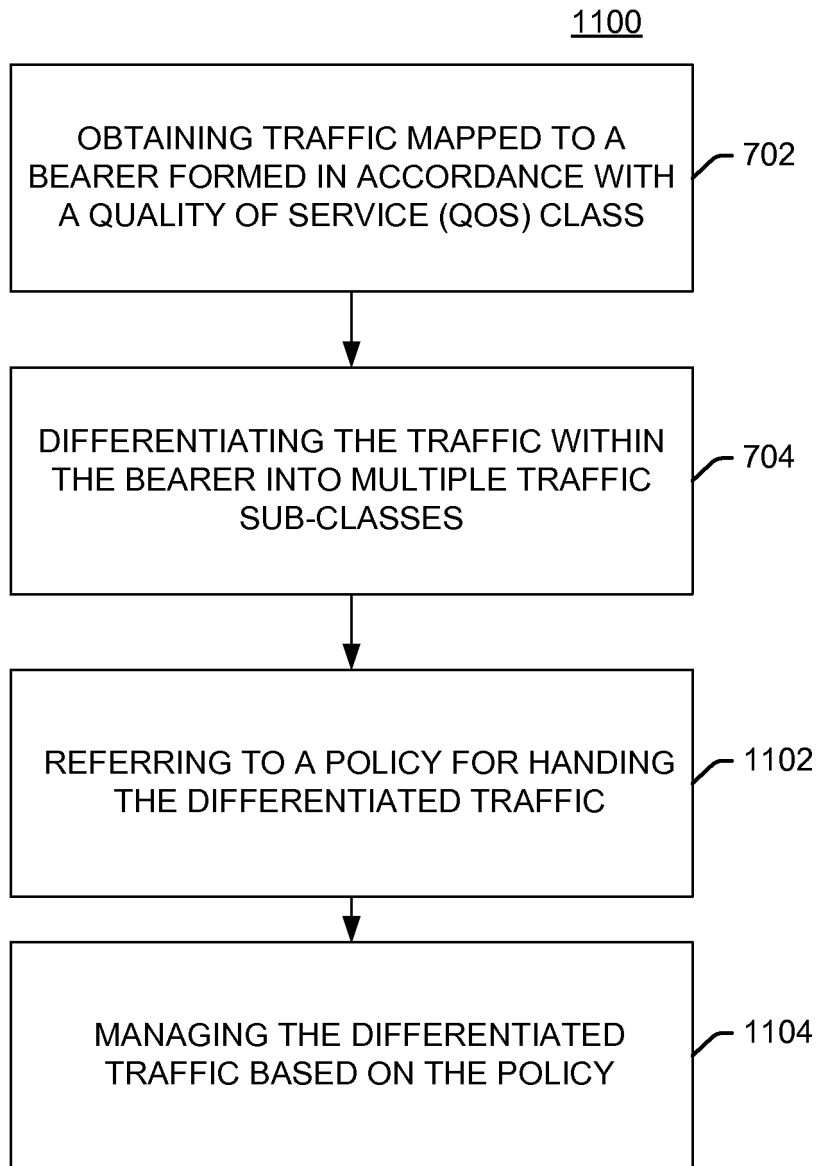 1100
OBTAINING TRAFFIC MAPPED TO A
BEARER FORMED IN ACCORDANCE WITH
A QUALITY OF SERVICE (QOS) CLASS
702
DIFFERENTIATING THE TRAFFIC WITHIN
THE BEARER INTO MULTIPLE TRAFFIC
SUB-CLASSES
704
REFERRING TO A POLICY FOR HANDING
THE DIFFERENTIATED TRAFFIC
1102
MANAGING THE DIFFERENTIATED
TRAFFIC BASED ON THE POLICY
1104